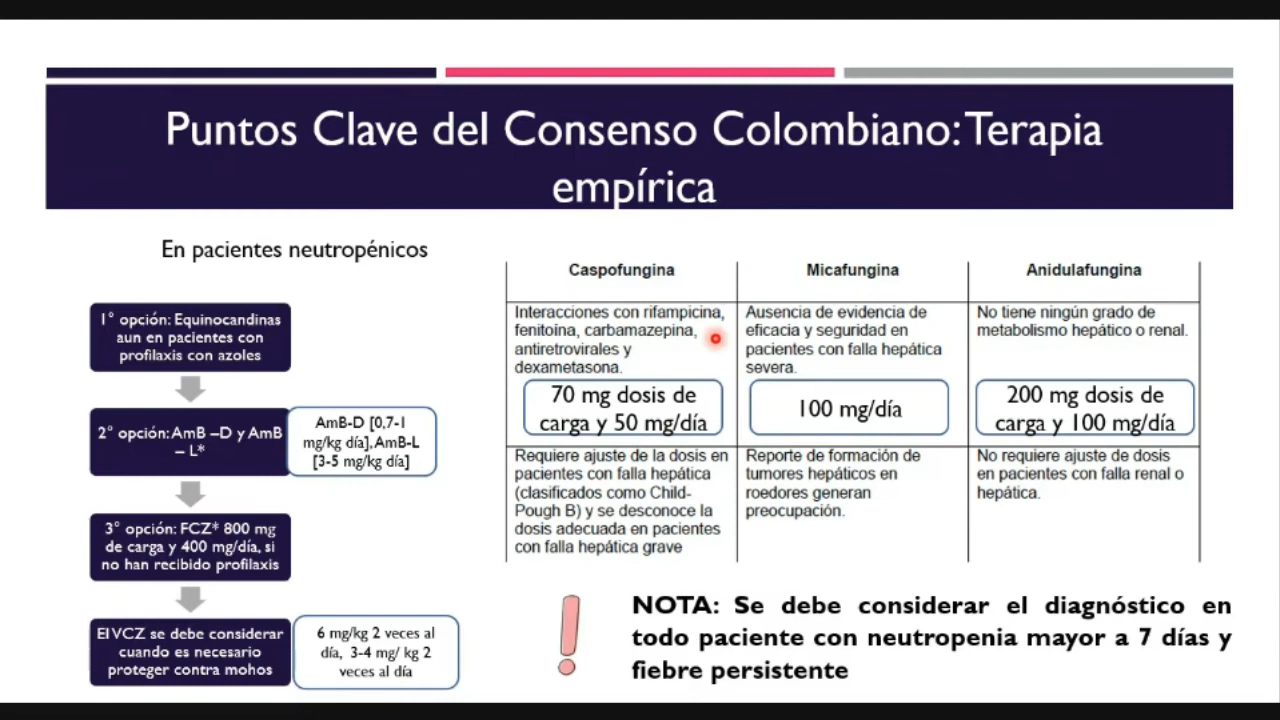 Puntos Clave del Consenso Colombiano: Terapia
empírica
En pacientes neutropénicos
1° opción: Equinocandinas
aun en pacientes con
profilaxis con azoles
2° opción: AmB –D y AmB
– L*
AmB-D [0,7-1
mg/kg día], AmB-L
[3-5 mg/kg día]
3° opción: FCZ* 800 mg
de carga y 400 mg/día, si
no han recibido profilaxis
El VCZ se debe considerar
cuando es necesario
proteger contra mohos
6 mg/kg 2 veces al
día, 3-4 mg/ kg 2
veces al día
Caspofungina
Interacciones con rifampicina,
fenitoina, carbamazepina,
antiretrovirales y
dexametasona.
70 mg dosis de
carga y 50 mg/día
Requiere ajuste de la dosis en
pacientes con falla hepática
(clasificados como Child-
Pough B) y se desconoce la
dosis adecuada en pacientes
con falla hepática grave
Micafungina
Ausencia de evidencia de
eficacia y seguridad en
pacientes con falla hepática
severa.
100 mg/día
Reporte de formación de
tumores hepáticos en
roedores generan
preocupación.
Anidulafungina
No tiene ningún grado de
metabolismo hepático o renal.
200 mg dosis de
carga y 100 mg/día
No requiere ajuste de dosis
en pacientes con falla renal o
hepática.
!
NOTA: Se debe considerar el diagnóstico en
todo paciente con neutropenia mayor a 7 días y
fiebre persistente